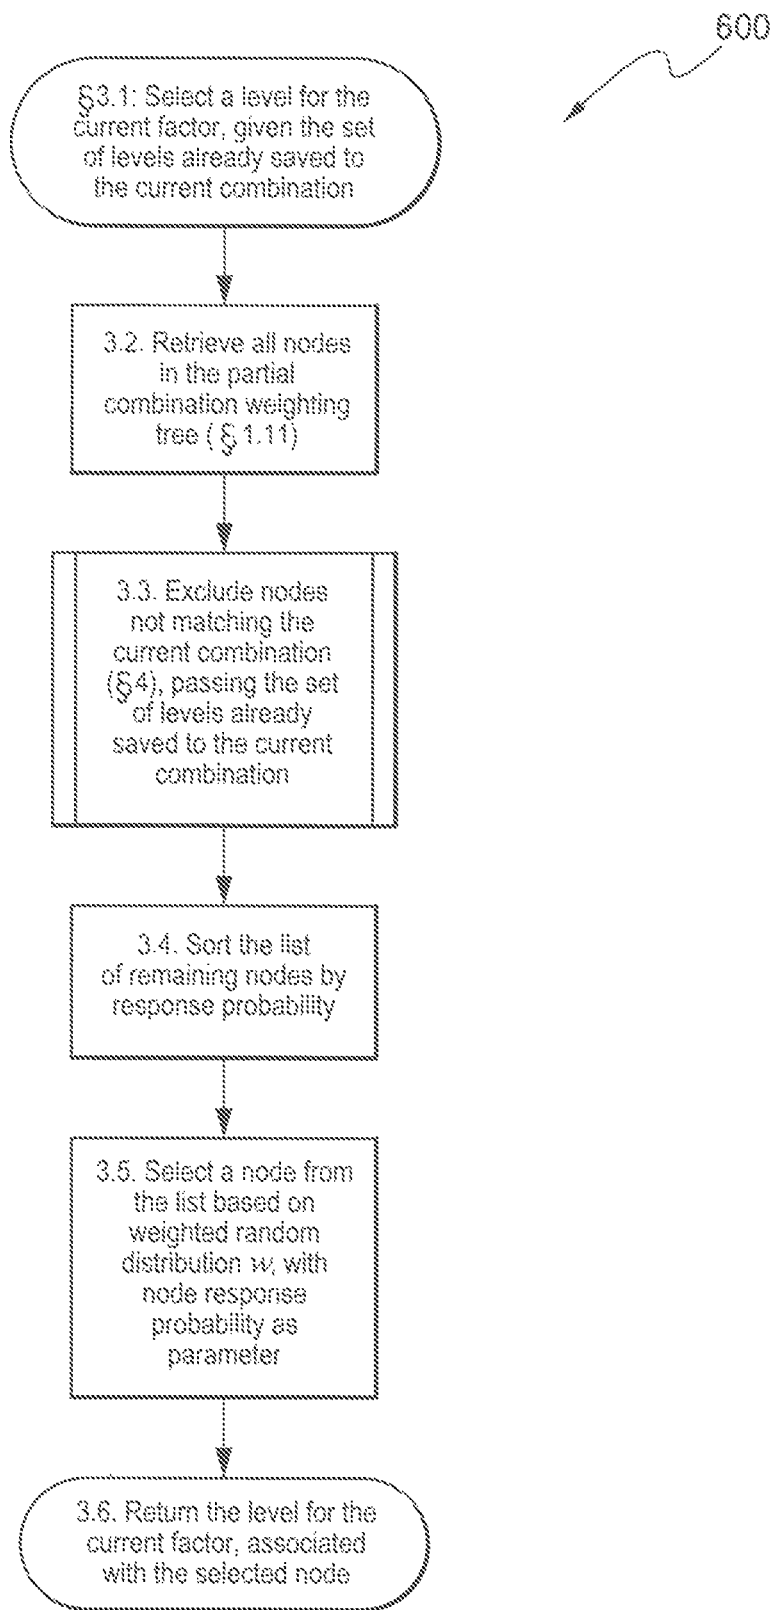 600
§3.1: Select a level for the
current factor, given the set
of levels already saved to
the current combination
3.2. Retrieve all nodes
in the partial
combination weighting
tree ( § 1.11)
3.3. Exclude nodes
not matching the
current combination
(§4), passing the set
of levels already
saved to the current
combination
3.4. Sort the list
of remaining nodes by
response probability
3.5. Select a node from
the list based on
weighted random
distribution w, with
node response
probability as
parameter
3.6. Return the level for the
current factor, associated
with the selected node